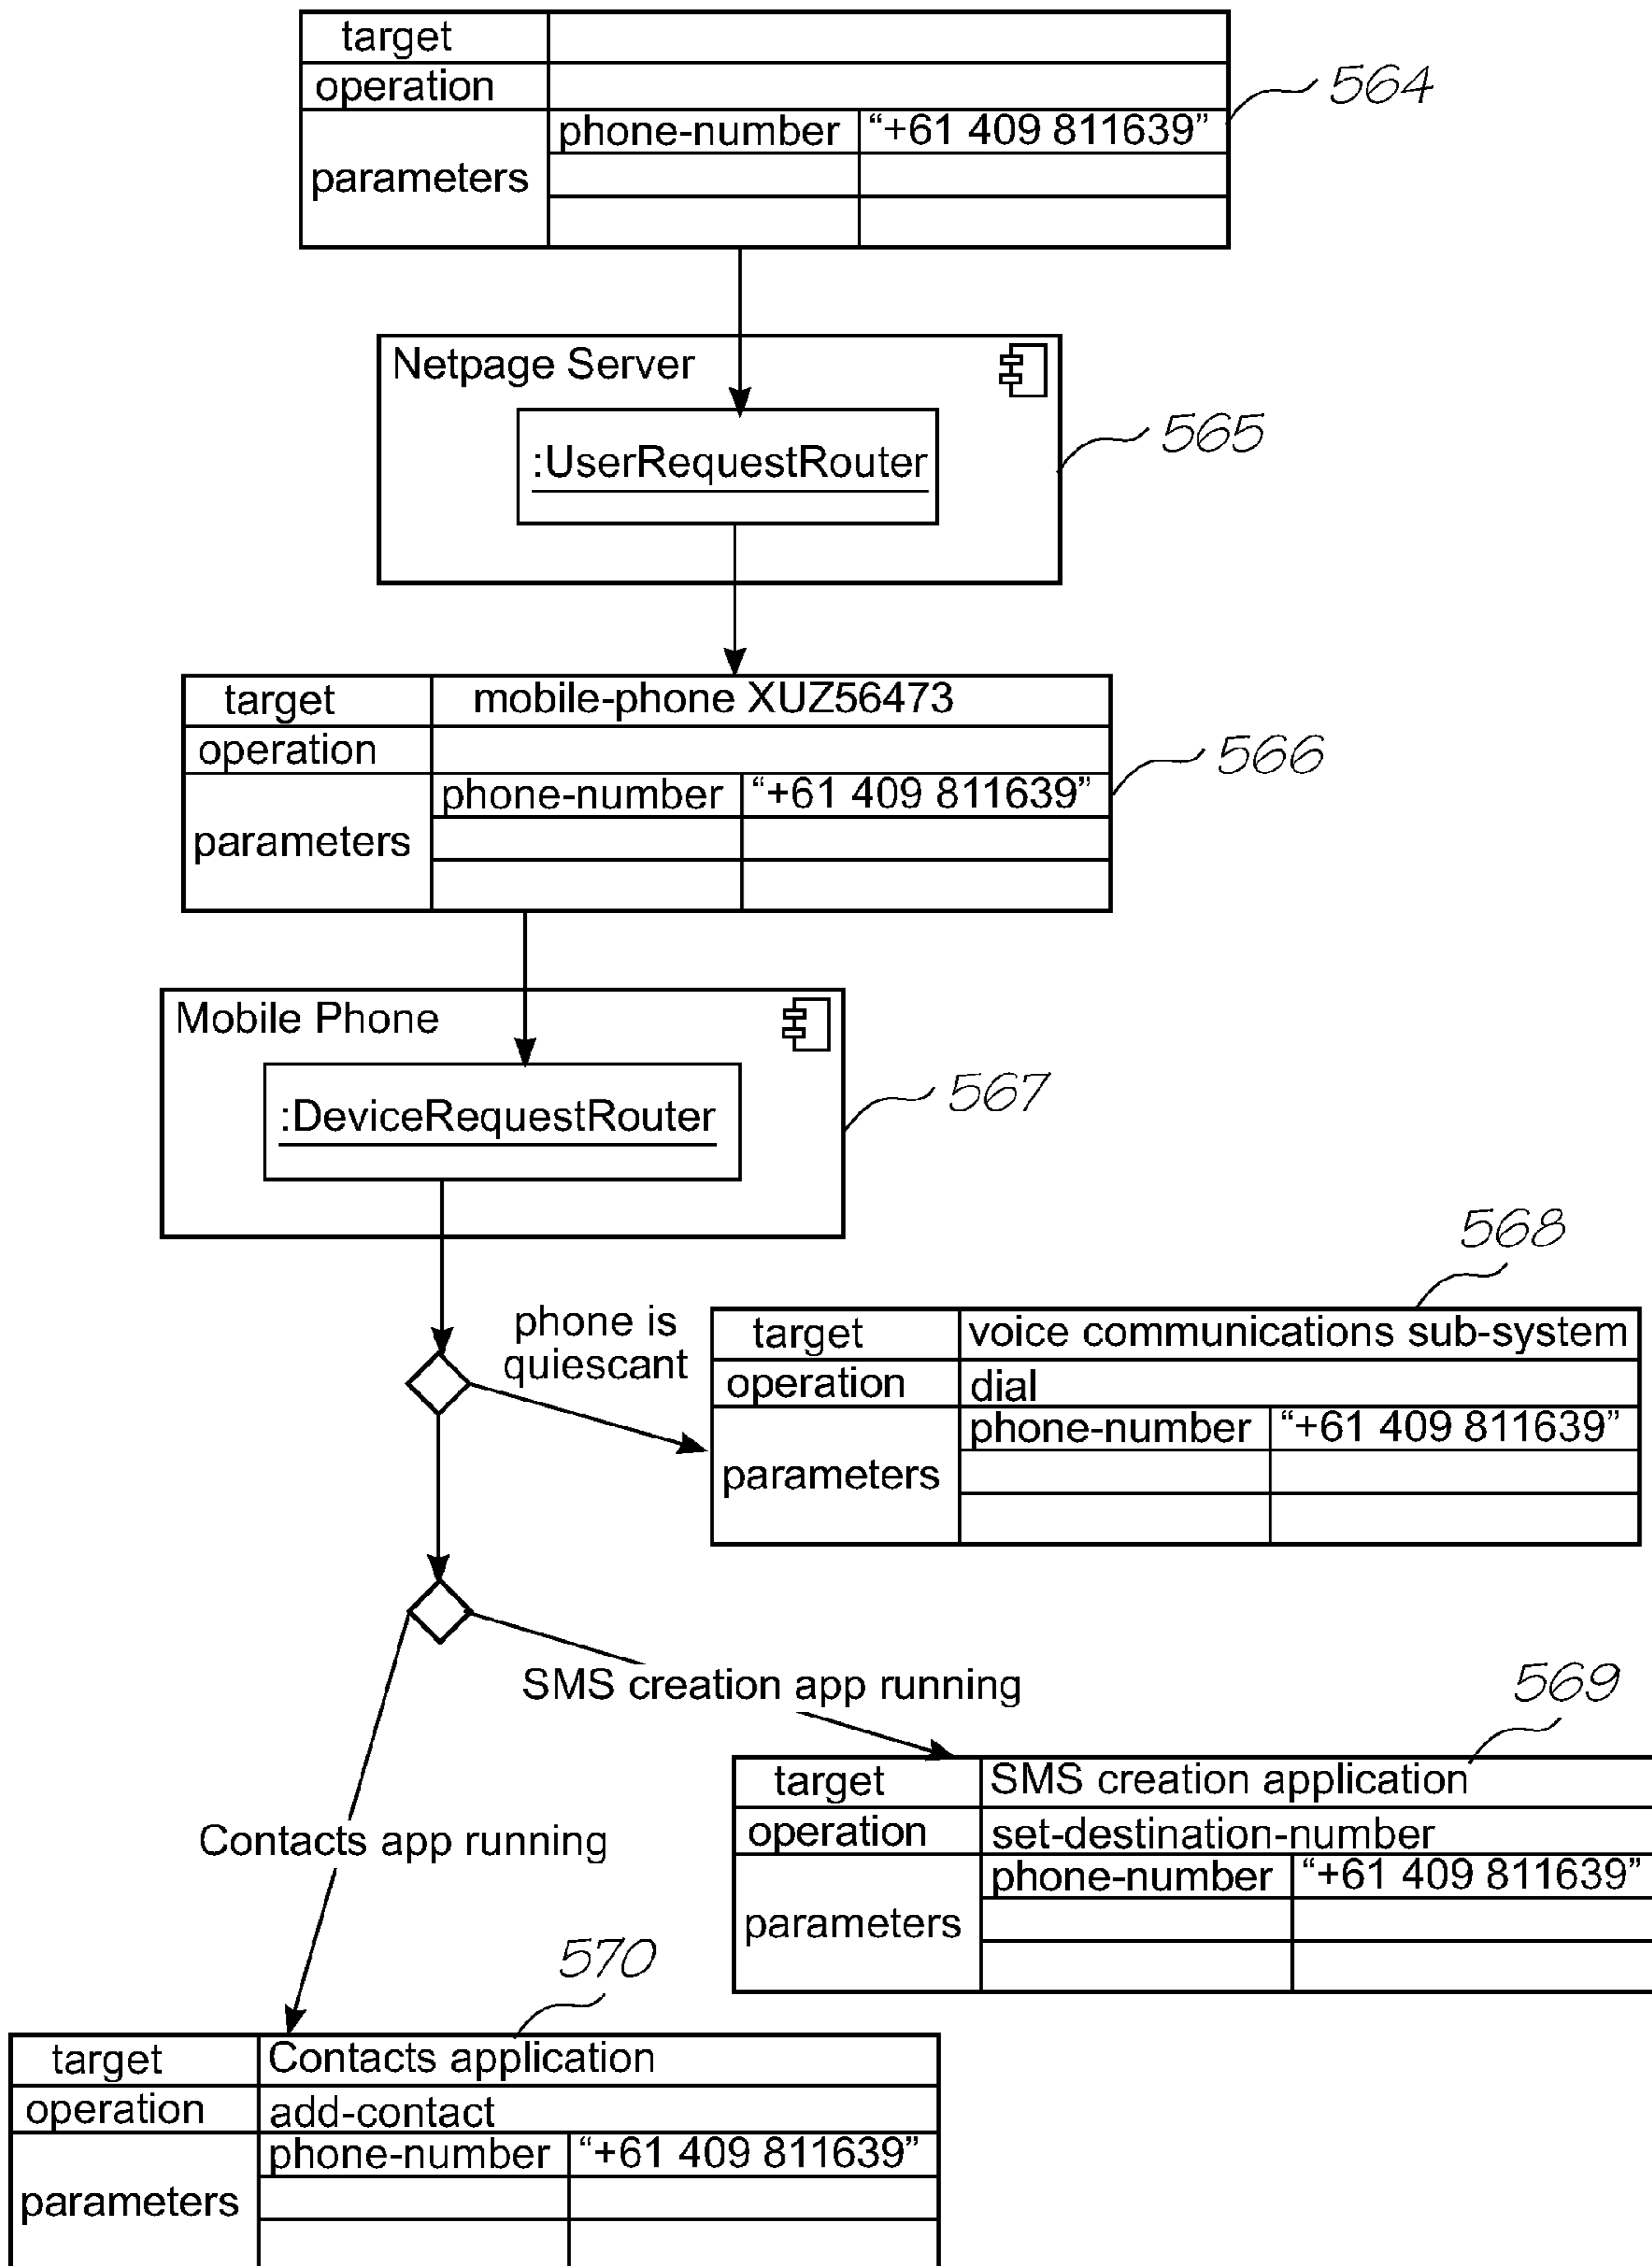 target
operation
564
phone-number "+61 409 811639"
parameters
Netpage Server
565
:UserRequestRouter
target mobile-phone XUZ56473
operation
566
phone-number "+61 409 811639"
parameters
Mobile Phone
567
:DeviceRequestRouter
568
phone is
quiescant
target voice communications sub-system
operation dial
phone-number "+61 409 811639"
parameters
SMS creation app running
569
target SMS creation application
operation set-destination-number
phone-number "+61 409 811639"
parameters
Contacts app running
570
target Contacts application
operation add-contact
phone-number "+61 409 811639"
parameters